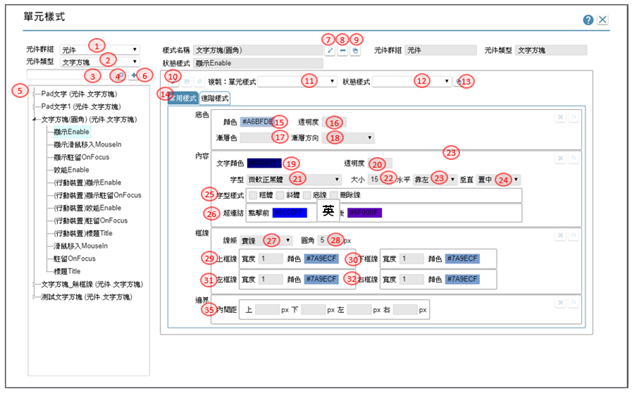 單元樣式
元件群組 元件 1
元件類型 文字方塊 2
3 4 6
樣式名稱 文字方塊(圓角) 7 8 9 元件群組 元件 元件類型 文字方塊
狀態樣式 顯示Enable
5
Pad文字 (元件 文字方塊)
Pad文字1 (元件 文字方塊)
文字方塊(圓角) (元件 文字方塊)
顯示Enable
顯示滑鼠移入MouseIn
顯示駐留OnFocus
效能Enable
(行動裝置)顯示Enable
(行動裝置)顯示駐留OnFocus
(行動裝置)效能Enable
(行動裝置)駐留OnFocus
(行動裝置)標題Title
滑鼠移入MouseIn
駐留OnFocus
標題Title
文字方塊_無框線 (元件 文字方塊)
測試文字方塊 (元件 文字方塊)
10 複製：單元樣式 11 狀態樣式 12 13
14 常用樣式 進階樣式
底色
顏色 #A6BFDE 15 透明度 16
漸層色 17 漸層方向 18
內容
文字顏色 19 透明度 20 23
字型 微軟正黑體 21 大小 15 22 水平 靠左 23 垂直 置中 24
25 字型樣式 粗體 斜體 底線 刪除線
26 超連結 點擊前 英 後
框線
線條 實線 27 圓角 5 28 px
29 上框線 寬度 1 顏色 #7A9ECF 30 下框線 寬度 1 顏色 #7A9ECF
31 左框線 寬度 1 顏色 #7A9ECF 32 右框線 寬度 1 顏色 #7A9ECF
邊界
35 內間距 上 px 下 px 左 px 右 px